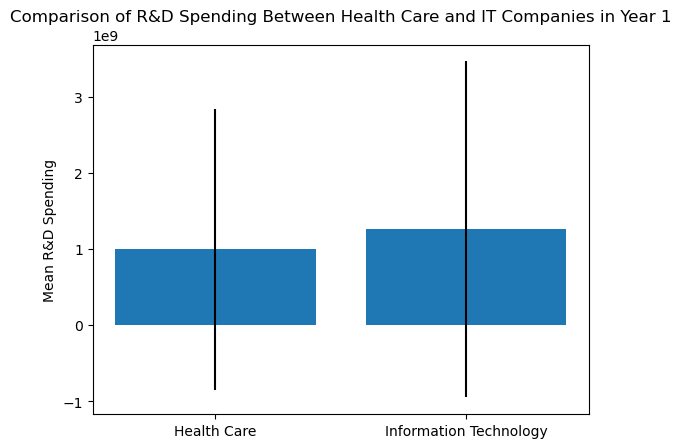 Comparison of R&D Spending Between Health Care and IT Companies in Year 1
1e9
3
2
1
0
−1
Mean R&D Spending
Health Care
Information Technology